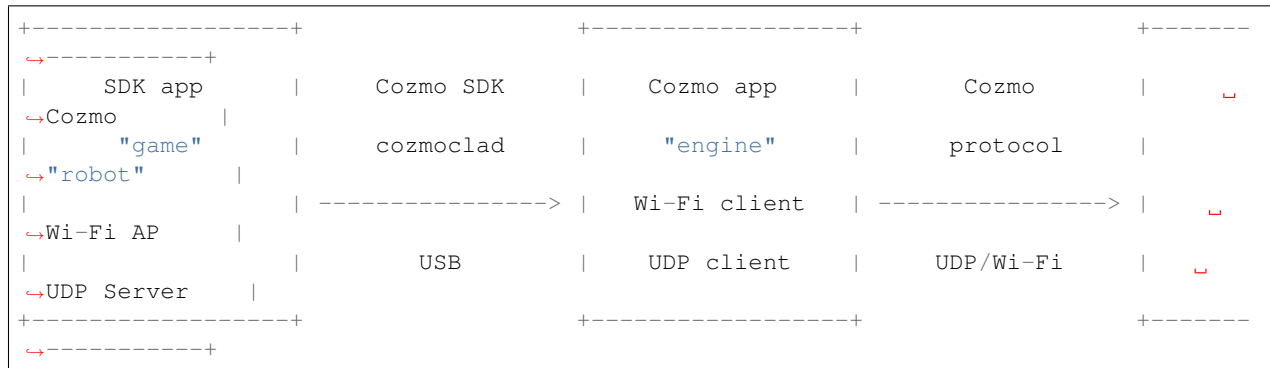 +------------------+                  +------------------+                  +-------
↪-----------+
|     SDK app      |     Cozmo SDK    |    Cozmo app     |      Cozmo       |     ␣
↪Cozmo       |
|      "game"      |     cozmoclad    |     "engine"     |     protocol     |
↪"robot"      |
|                  | ---------------> |   Wi-Fi client   | ---------------> |    ␣
↪Wi-Fi AP     |
|                  |        USB       |    UDP client    |     UDP/Wi-Fi    |   ␣
↪UDP Server    |
+------------------+                  +------------------+                  +-------
↪-----------+